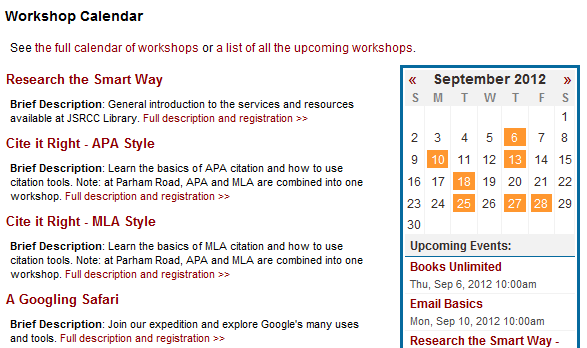 Workshop Calendar
See the full calendar of workshops or a list of all the upcoming workshops.
Research the Smart Way
Brief Description: General introduction to the services and resources
available at JSRCC Library. Full description and registration >>
Cite it Right - APA Style
Brief Description: Learn the basics of APA citation and how to use
citation tools. Note: at Parham Road, APA and MLA are combined into one
workshop. Full description and registration >>
Cite it Right - MLA Style
Brief Description: Learn the basics of MLA citation and how to use
citation tools. Note: at Parham Road, APA and MLA are combined into one
workshop. Full description and registration >>
A Googling Safari
Brief Description: Join our expedition and explore Google's many uses
and tools. Full description and registration >>
« September 2012 »
S M T W T F S
1
2 3 4 5 6 7 8
9 10 11 12 13 14 15
16 17 18 19 20 21 22
23 24 25 26 27 28 29
30
Upcoming Events:
Books Unlimited
Thu, Sep 6, 2012 10:00am
Email Basics
Mon, Sep 10, 2012 10:00am
Research the Smart Way -